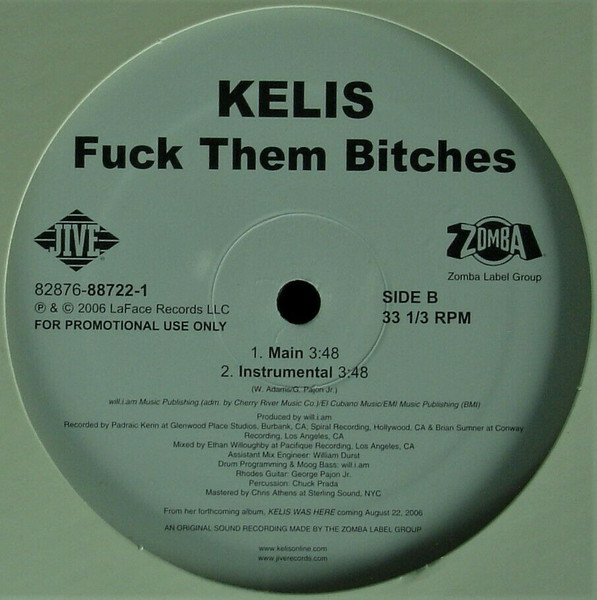 KELIS
Fuck Them Bitches
JIVE
ZOMBA
Zomba Label Group
82876-88722-1
℗ & © 2006 LaFace Records LLC
FOR PROMOTIONAL USE ONLY
SIDE B
33 1/3 RPM
1. Main 3:48
2. Instrumental 3:48
(W. Adams/G. Pajon Jr.)
will.i.am Music Publishing (adm. by Cherry River Music Co.)/El Cubano Music/EMI Music Publishing (BMI)
Produced by will.i.am
Recorded by Padraic Kerin at Glenwood Place Studios, Burbank, CA, Spiral Recording, Hollywood, CA & Brian Sumner at Conway
Recording, Los Angeles, CA
Mixed by Ethan Willoughby at Pacifique Recording, Los Angeles, CA
Assistant Mix Engineer: William Durst
Drum Programming & Moog Bass: will.i.am
Rhodes Guitar: George Pajon Jr.
Percussion: Chuck Prada
Mastered by Chris Athens at Sterling Sound, NYC
From her forthcoming album, KELIS WAS HERE coming August 22, 2006
AN ORIGINAL SOUND RECORDING MADE BY THE ZOMBA LABEL GROUP
www.kelisonline.com
www.jiverecords.com